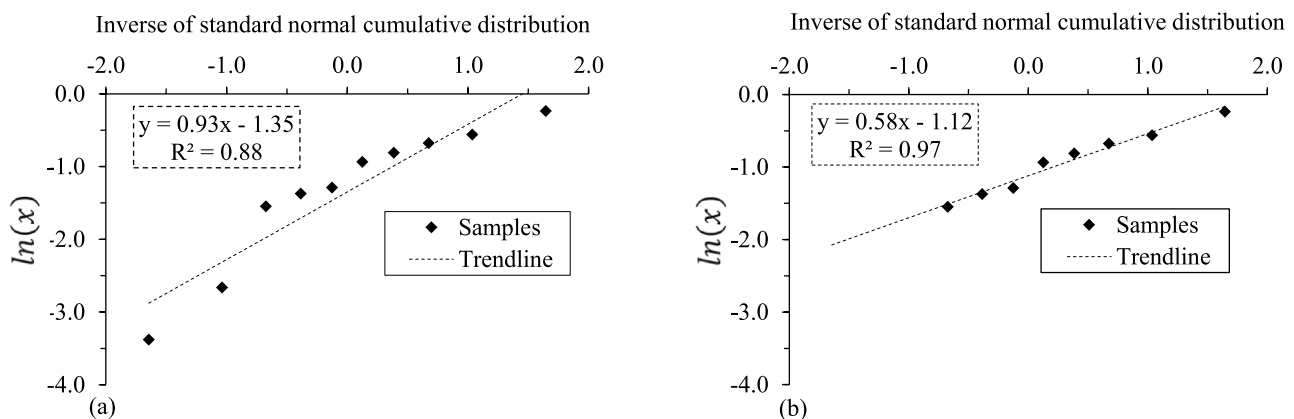 Inverse of standard normal cumulative distribution
-2.0 -1.0 0.0 1.0 2.0
0.0
-1.0
-2.0
-3.0
-4.0
ln(x)
y = 0.93x - 1.35
R² = 0.88
Samples
Trendline
(a)
Inverse of standard normal cumulative distribution
-2.0 -1.0 0.0 1.0 2.0
0.0
-1.0
-2.0
-3.0
-4.0
ln(x)
y = 0.58x - 1.12
R² = 0.97
Samples
Trendline
(b)